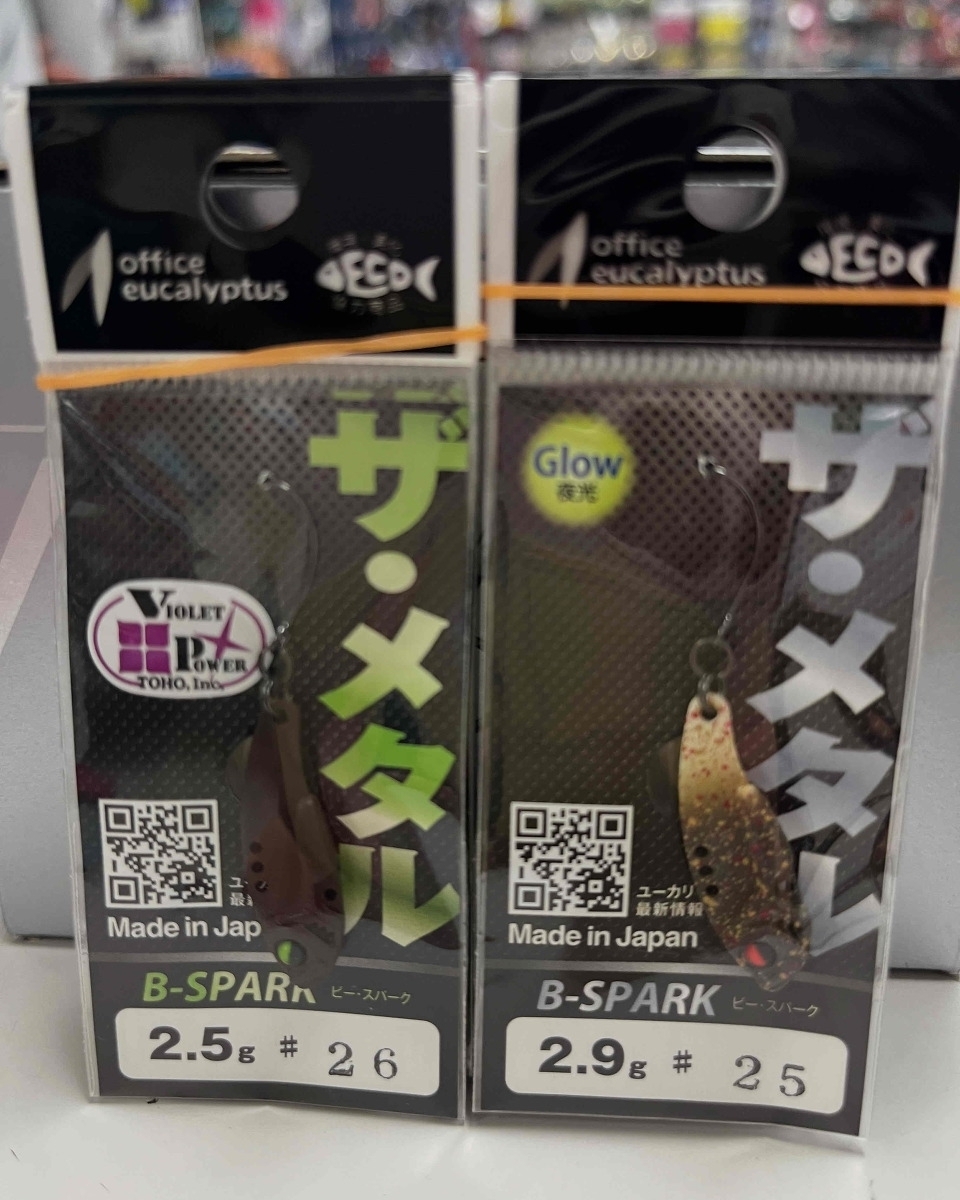 office
eucalyptus
ECO
ザ・メタル
VIOLET
POWER
TOHO, Inc.
Made in Jap
B-SPARK
ビー・スパーク
2.5g # 26
office
eucalyptus
ECO
Glow
夜光
ザ・メタル
ユーカリ
最新情報
Made in Japan
B-SPARK
ビー・スパーク
2.9g # 25